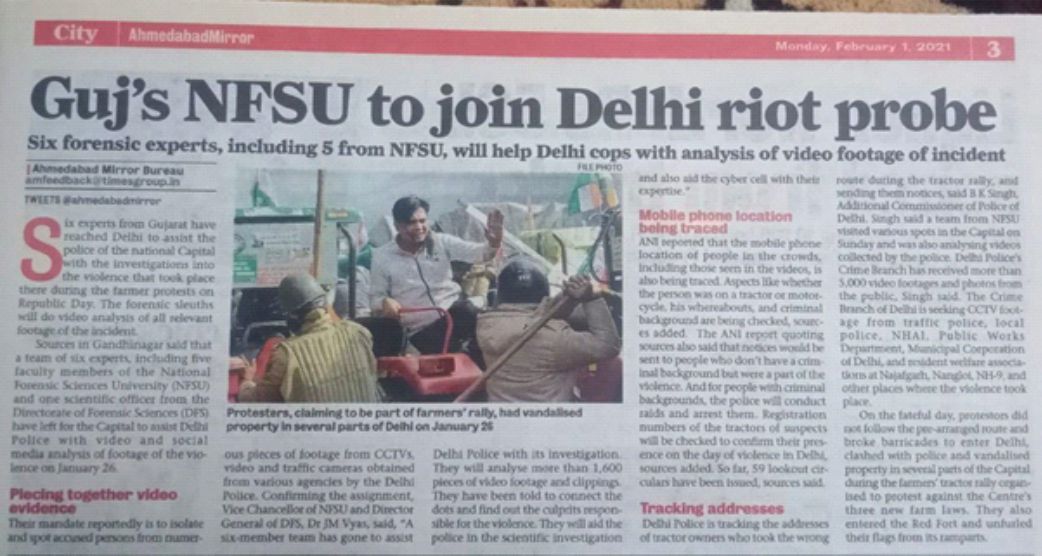 City
AhmedabadMirror
Monday, February 1, 2021
3
Guj's NFSU to join Delhi riot probe
Six forensic experts, including 5 from NFSU, will help Delhi cops with analysis of video footage of incident
Ahmedabad Mirror Bureau
amfeedback@timesgroup.in
TWEETS @ahmedabadmirror
Six experts from Gujarat have
reached Delhi to assist the
police of the national Capital
with the investigations into
the violence that took place
there during the farmer protests on
Republic Day. The forensic sleuths
will do video analysis of all relevant
footage of the incident.
Sources in Gandhinagar said that
a team of six experts, including five
faculty members of the National
Forensic Sciences University (NFSU)
and one scientific officer from the
Directorate of Forensic Sciences (DFS)
have left for the Capital to assist Delhi
Police with video and social
media analysis of footage of the vio-
lence on January 26.
Piecing together video
evidence
Their mandate reportedly is to isolate
and spot accused persons from numer-
FILE PHOTO
Protesters, claiming to be part of farmers' rally, had vandalised
property in several parts of Delhi on January 26
ous pieces of footage from CCTVs,
video and traffic cameras obtained
from various agencies by the Delhi
Police. Confirming the assignment,
Vice Chancellor of NFSU and Director
General of DFS, Dr JM Vyas, said, "A
six-member team has gone to assist
Delhi Police with its investigation.
They will analyse more than 1,600
pieces of video footage and clippings.
They have been told to connect the
dots and find out the culprits respon-
sible for the violence. They will aid the
police in the scientific investigation
and also aid the cyber cell with their
expertise."
Mobile phone location
being traced
ANI reported that the mobile phone
location of people in the crowds,
including those seen in the videos, is
also being traced. Aspects like whether
the person was on a tractor or motor-
cycle, his whereabouts, and criminal
background are being checked, sourc-
es added. The ANI report quoting
sources also said that notices would be
sent to people who don't have a crim-
inal background but were a part of the
violence. And for people with criminal
backgrounds, the police will conduct
raids and arrest them. Registration
numbers of the tractors of suspects
will be checked to confirm their pres-
ence on the day of violence in Delhi,
sources added. So far, 59 lookout cir-
culars have been issued, sources said.
Tracking addresses
Delhi Police is tracking the addresses
of tractor owners who took the wrong
route during the tractor rally, and
sending them notices, said B K Singh,
Additional Commissioner of Police of
Delhi. Singh said a team from NFSU
visited various spots in the Capital on
Sunday and was also analysing videos
collected by the police. Delhi Police's
Crime Branch has received more than
5,000 video footages and photos from
the public, Singh said. The Crime
Branch of Delhi is seeking CCTV foot-
age from traffic police, local
police, NHAI, Public Works
Department, Municipal Corporation
of Delhi, and resident welfare associa-
tions at Najafgarh, Nangloi, NH-9, and
other places where the violence took
place.
On the fateful day, protestors did
not follow the pre-arranged route and
broke barricades to enter Delhi,
clashed with police and vandalised
property in several parts of the Capital
during the farmers' tractor rally organ-
ised to protest against the Centre's
three new farm laws. They also
entered the Red Fort and unfurled
their flags from its ramparts.